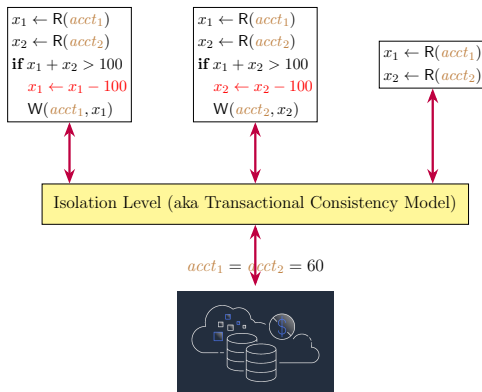 x₁ ← R(acct₁)
x₂ ← R(acct₂)
if x₁ + x₂ > 100
x₁ ← x₁ − 100
W(acct₁, x₁)
x₁ ← R(acct₁)
x₂ ← R(acct₂)
if x₁ + x₂ > 100
x₂ ← x₂ − 100
W(acct₂, x₂)
x₁ ← R(acct₁)
x₂ ← R(acct₂)
Isolation Level (aka Transactional Consistency Model)
acct₁ = acct₂ = 60
$